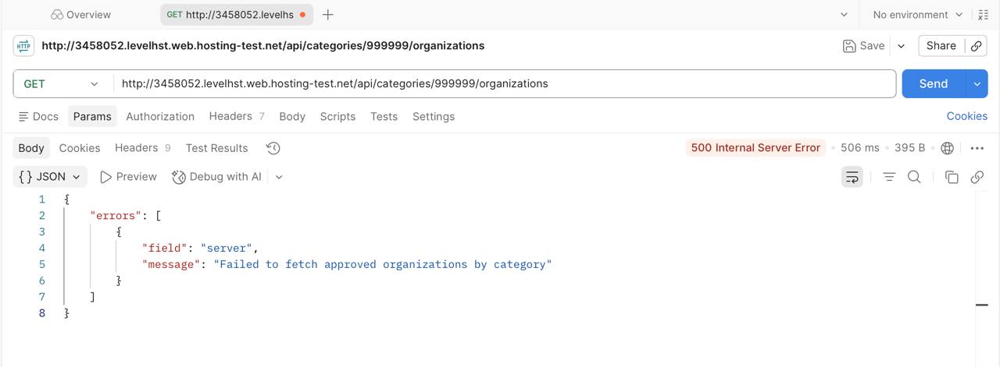 Overview
GET http://3458052.levelhs
No environment
HTTP http://3458052.levelhst.web.hosting-test.net/api/categories/999999/organizations
Save
Share
GET http://3458052.levelhst.web.hosting-test.net/api/categories/999999/organizations
Send
Docs Params Authorization Headers 7 Body Scripts Tests Settings
Cookies
Body Cookies Headers 9 Test Results
500 Internal Server Error • 506 ms • 395 B
{} JSON Preview Debug with AI
1 {
2 "errors": [
3 {
4 "field": "server",
5 "message": "Failed to fetch approved organizations by category"
6 }
7 ]
8 }